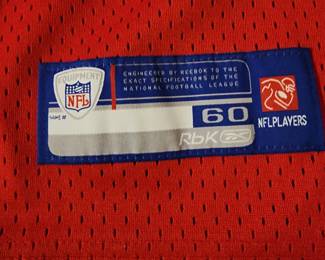 EQUIPMENT
NFL
ENGINEERED BY REEBOK TO THE
EXACT SPECIFICATIONS OF THE
NATIONAL FOOTBALL LEAGUE
60
RbK
NFLPLAYERS